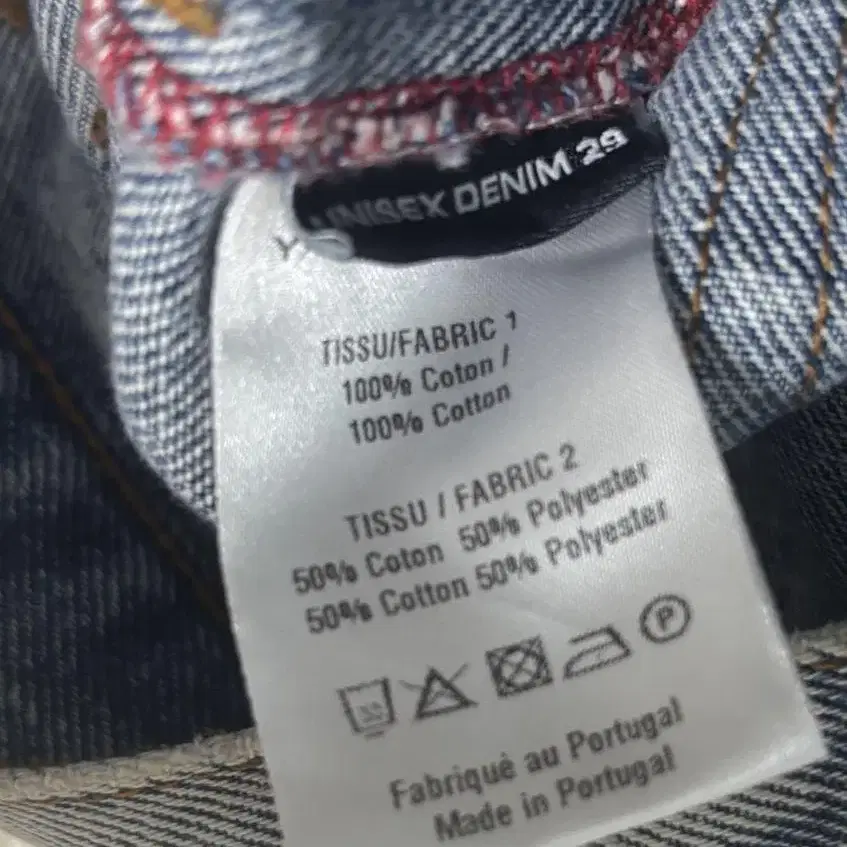 UNISEX DENIM 29
TISSU/FABRIC 1
100% Coton /
100% Cotton
TISSU / FABRIC 2
50% Coton 50% Polyester
50% Cotton 50% Polyester
P
Fabriqué au Portugal
Made in Portugal